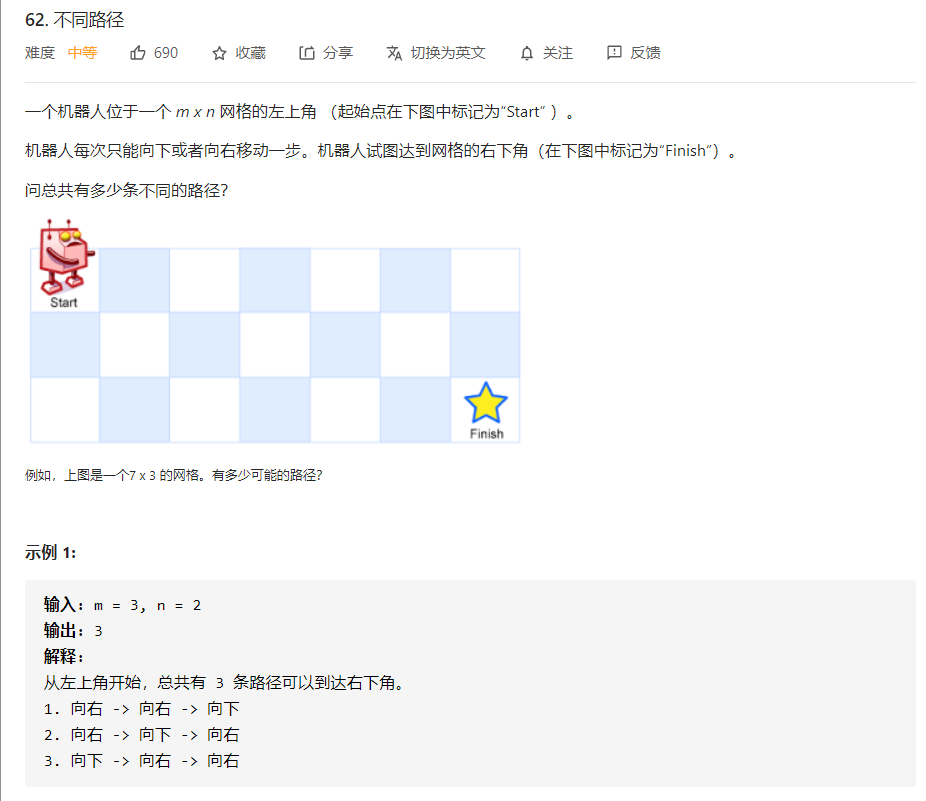 62. 不同路径
难度 中等 690 收藏 分享 切换为英文 关注 反馈
一个机器人位于一个 m x n 网格的左上角 （起始点在下图中标记为“Start” ）。
机器人每次只能向下或者向右移动一步。机器人试图达到网格的右下角（在下图中标记为“Finish”）。
问总共有多少条不同的路径？
Start
Finish
例如，上图是一个7 x 3 的网格。有多少可能的路径？
示例 1:
输入: m = 3, n = 2
输出: 3
解释:
从左上角开始，总共有 3 条路径可以到达右下角。
1. 向右 -> 向右 -> 向下
2. 向右 -> 向下 -> 向右
3. 向下 -> 向右 -> 向右